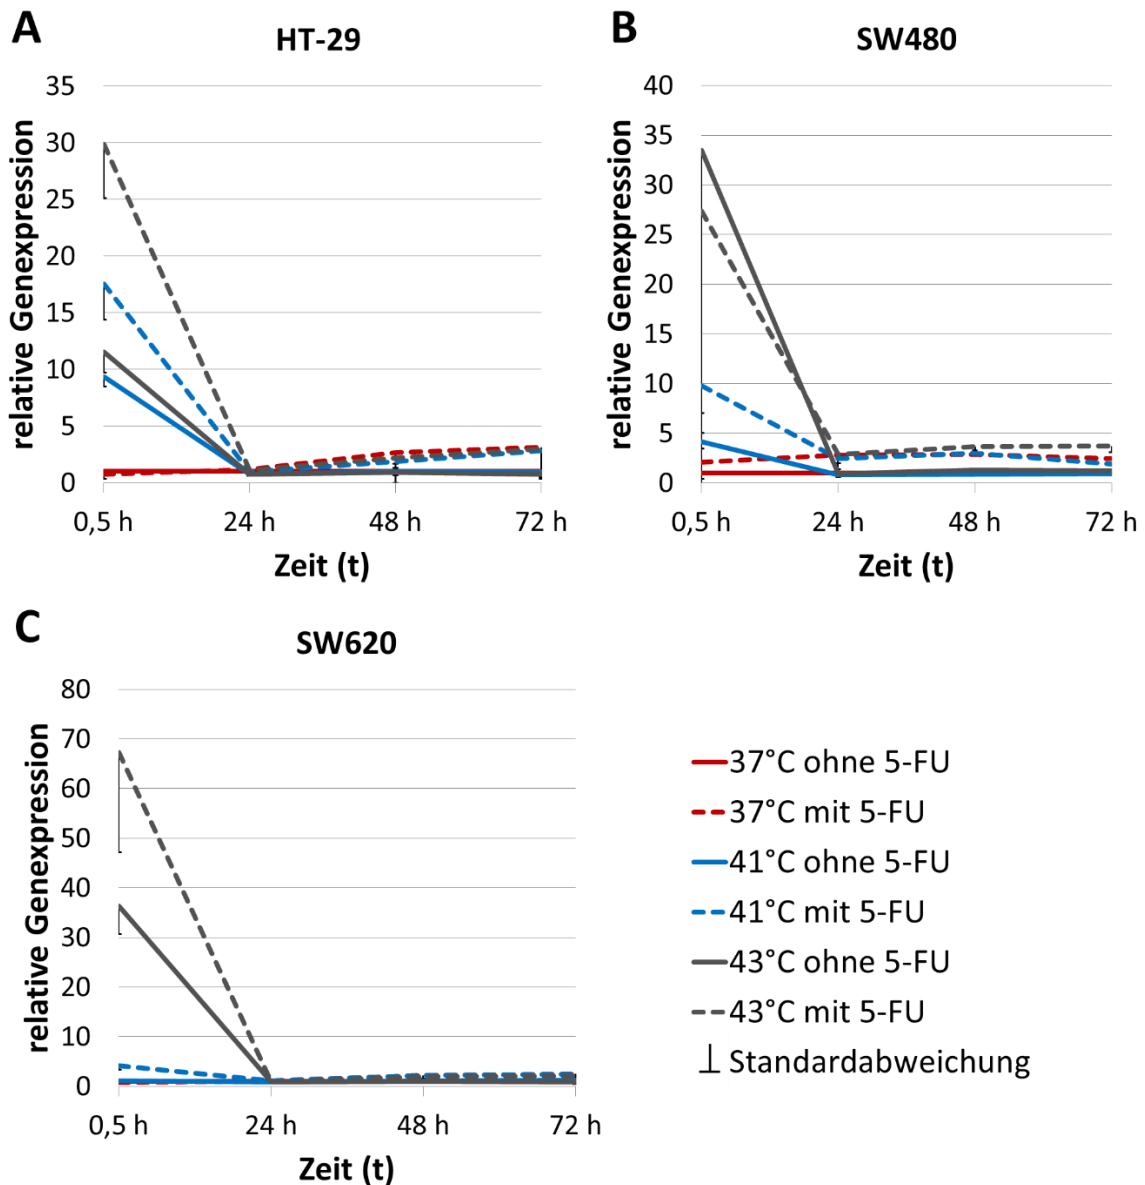 A
HT-29
relative Genexpression
35
30
25
20
15
10
5
0
0,5 h 24 h 48 h 72 h
Zeit (t)
B
SW480
relative Genexpression
40
35
30
25
20
15
10
5
0
0,5 h 24 h 48 h 72 h
Zeit (t)
C
SW620
relative Genexpression
80
70
60
50
40
30
20
10
0
0,5 h 24 h 48 h 72 h
Zeit (t)
37°C ohne 5-FU
37°C mit 5-FU
41°C ohne 5-FU
41°C mit 5-FU
43°C ohne 5-FU
43°C mit 5-FU
Standardabweichung